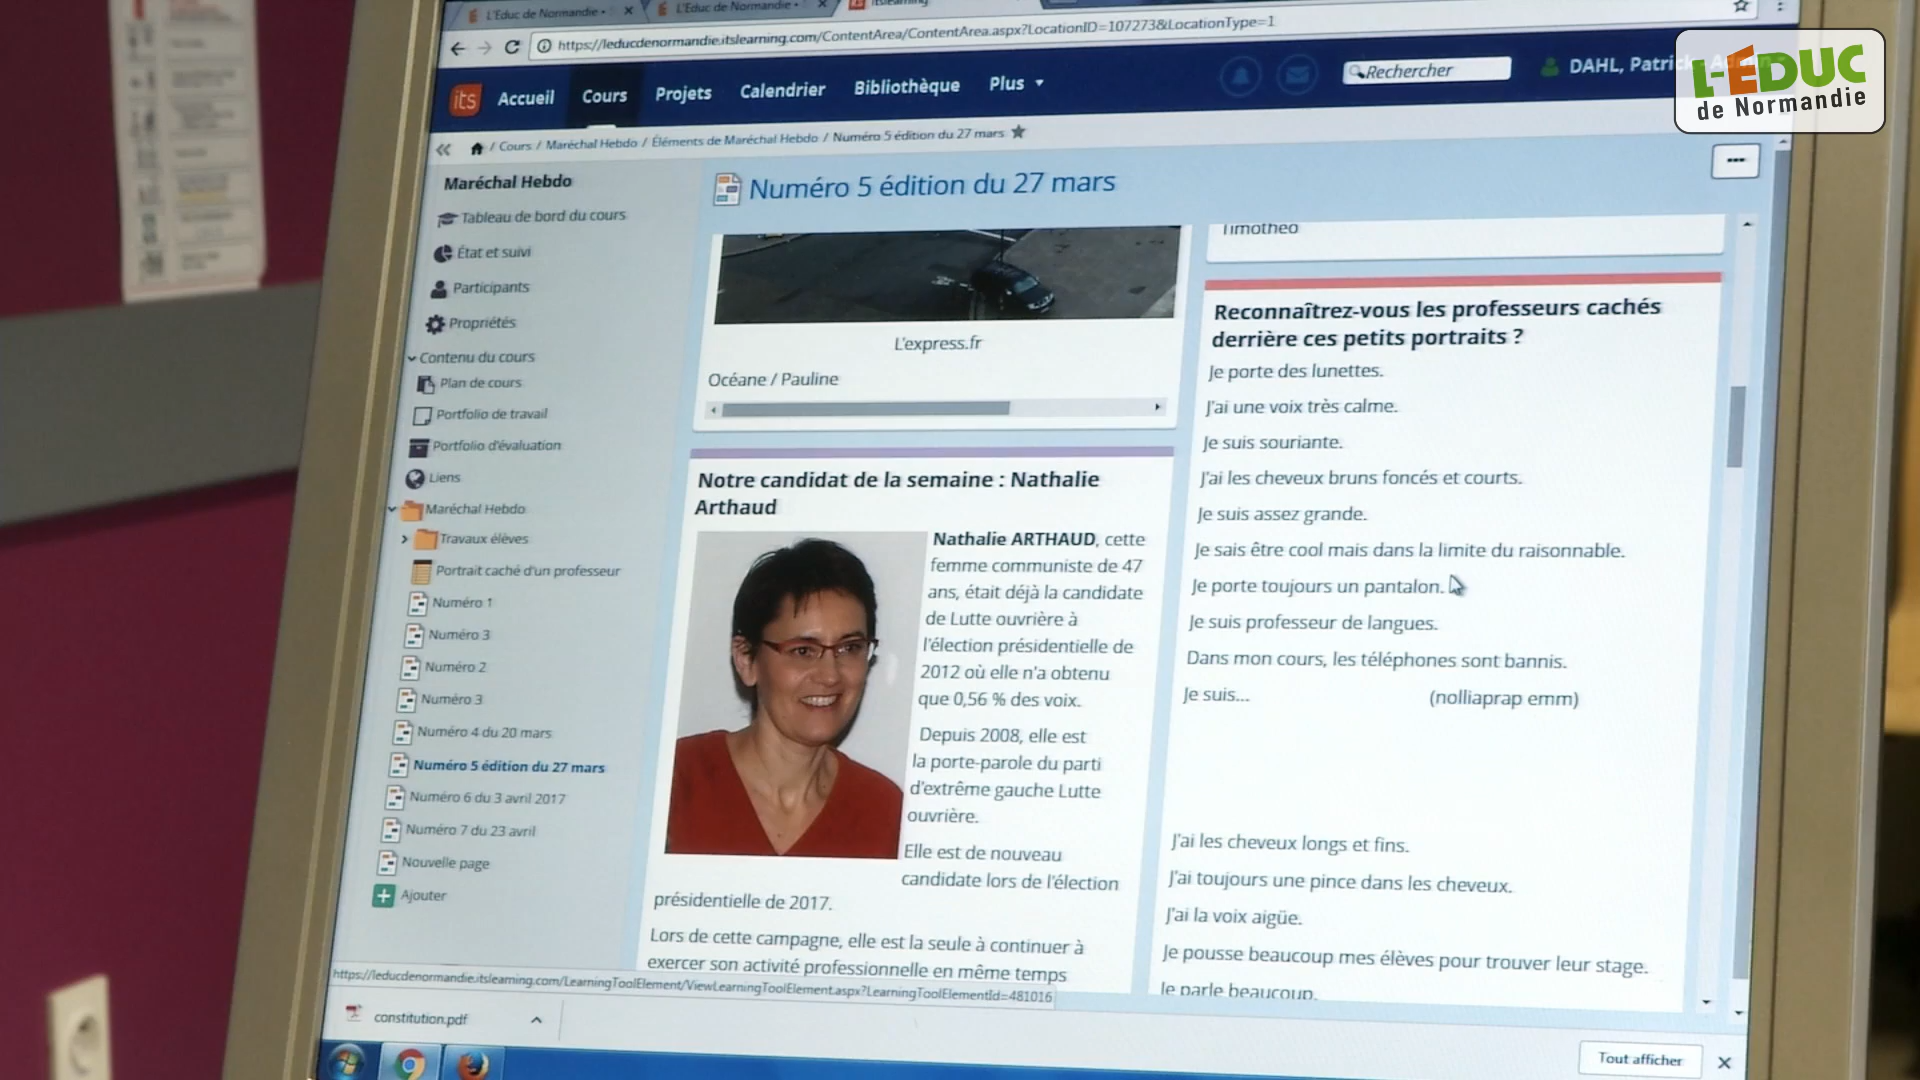 L'Educ de Normandie •
L'Educ de Normandie •
itslearning
https://leducdenormandie.itslearning.com/ContentArea/ContentArea.aspx?LocationID=107273&LocationType=1
its
Accueil
Cours
Projets
Calendrier
Bibliothèque
Plus
Rechercher
DAHL, Patrick
L-ÉDUC
de Normandie
/ Cours / Maréchal Hebdo / Éléments de Maréchal Hebdo / Numéro 5 édition du 27 mars
Maréchal Hebdo
Tableau de bord du cours
État et suivi
Participants
Propriétés
Contenu du cours
Plan de cours
Portfolio de travail
Portfolio d'évaluation
Liens
Maréchal Hebdo
Travaux élèves
Portrait caché d'un professeur
Numéro 1
Numéro 3
Numéro 2
Numéro 3
Numéro 4 du 20 mars
Numéro 5 édition du 27 mars
Numéro 6 du 3 avril 2017
Numéro 7 du 23 avril
Nouvelle page
Ajouter
Numéro 5 édition du 27 mars
L'express.fr
Océane / Pauline
Notre candidat de la semaine : Nathalie
Arthaud
Nathalie ARTHAUD, cette
femme communiste de 47
ans, était déjà la candidate
de Lutte ouvrière à
l'élection présidentielle de
2012 où elle n'a obtenu
que 0,56 % des voix.
Depuis 2008, elle est
la porte-parole du parti
d'extrême gauche Lutte
ouvrière.
Elle est de nouveau
candidate lors de l'élection
présidentielle de 2017.
Lors de cette campagne, elle est la seule à continuer à
exercer son activité professionnelle en même temps
Timothéo
Reconnaîtrez-vous les professeurs cachés
derrière ces petits portraits ?
Je porte des lunettes.
J'ai une voix très calme.
Je suis souriante.
J'ai les cheveux bruns foncés et courts.
Je suis assez grande.
Je sais être cool mais dans la limite du raisonnable.
Je porte toujours un pantalon.
Je suis professeur de langues.
Dans mon cours, les téléphones sont bannis.
Je suis... (nolliaprap emm)
J'ai les cheveux longs et fins.
J'ai toujours une pince dans les cheveux.
J'ai la voix aigüe.
Je pousse beaucoup mes élèves pour trouver leur stage.
Je parle beaucoup.
https://leducdenormandie.itslearning.com/LearningToolElement/ViewLearningToolElement.aspx?LearningToolElementId=481016
constitution.pdf
Tout afficher